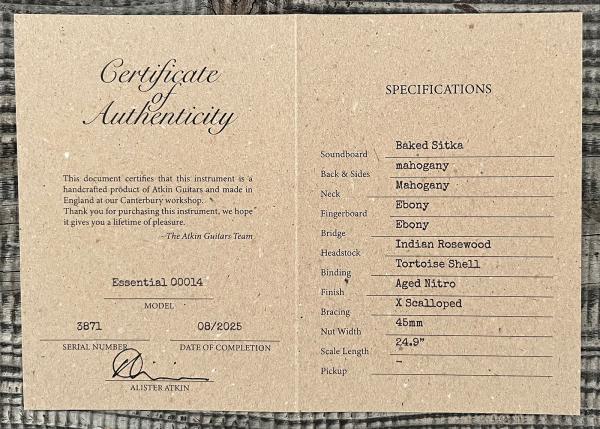 Certificate
of
Authenticity
This document certifies that this instrument is a
handcrafted product of Atkin Guitars and made in
England at our Canterbury workshop.
Thank you for purchasing this instrument, we hope
it gives you a lifetime of pleasure.
- The Atkin Guitars Team
Essential 00014
MODEL
3871
SERIAL NUMBER
08/2025
DATE OF COMPLETION
ALISTER ATKIN
SPECIFICATIONS
Soundboard Baked Sitka
Back & Sides mahogany
Neck Mahogany
Fingerboard Ebony
Bridge Ebony
Headstock Indian Rosewood
Binding Tortoise Shell
Finish Aged Nitro
Bracing X Scalloped
Nut Width 45mm
Scale Length 24.9"
Pickup -